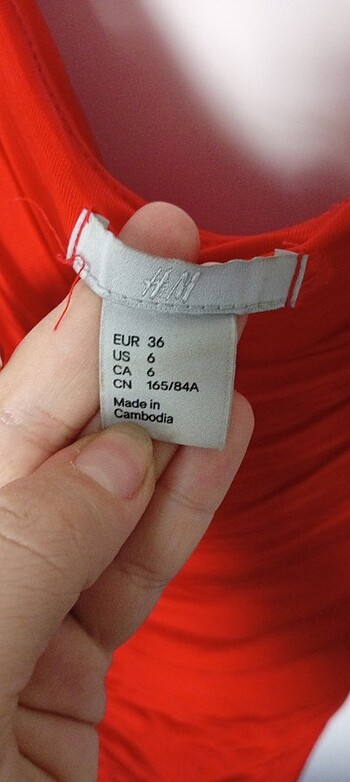 H&M
EUR 36
US 6
CA 6
CN 165/84A
Made in
Cambodia